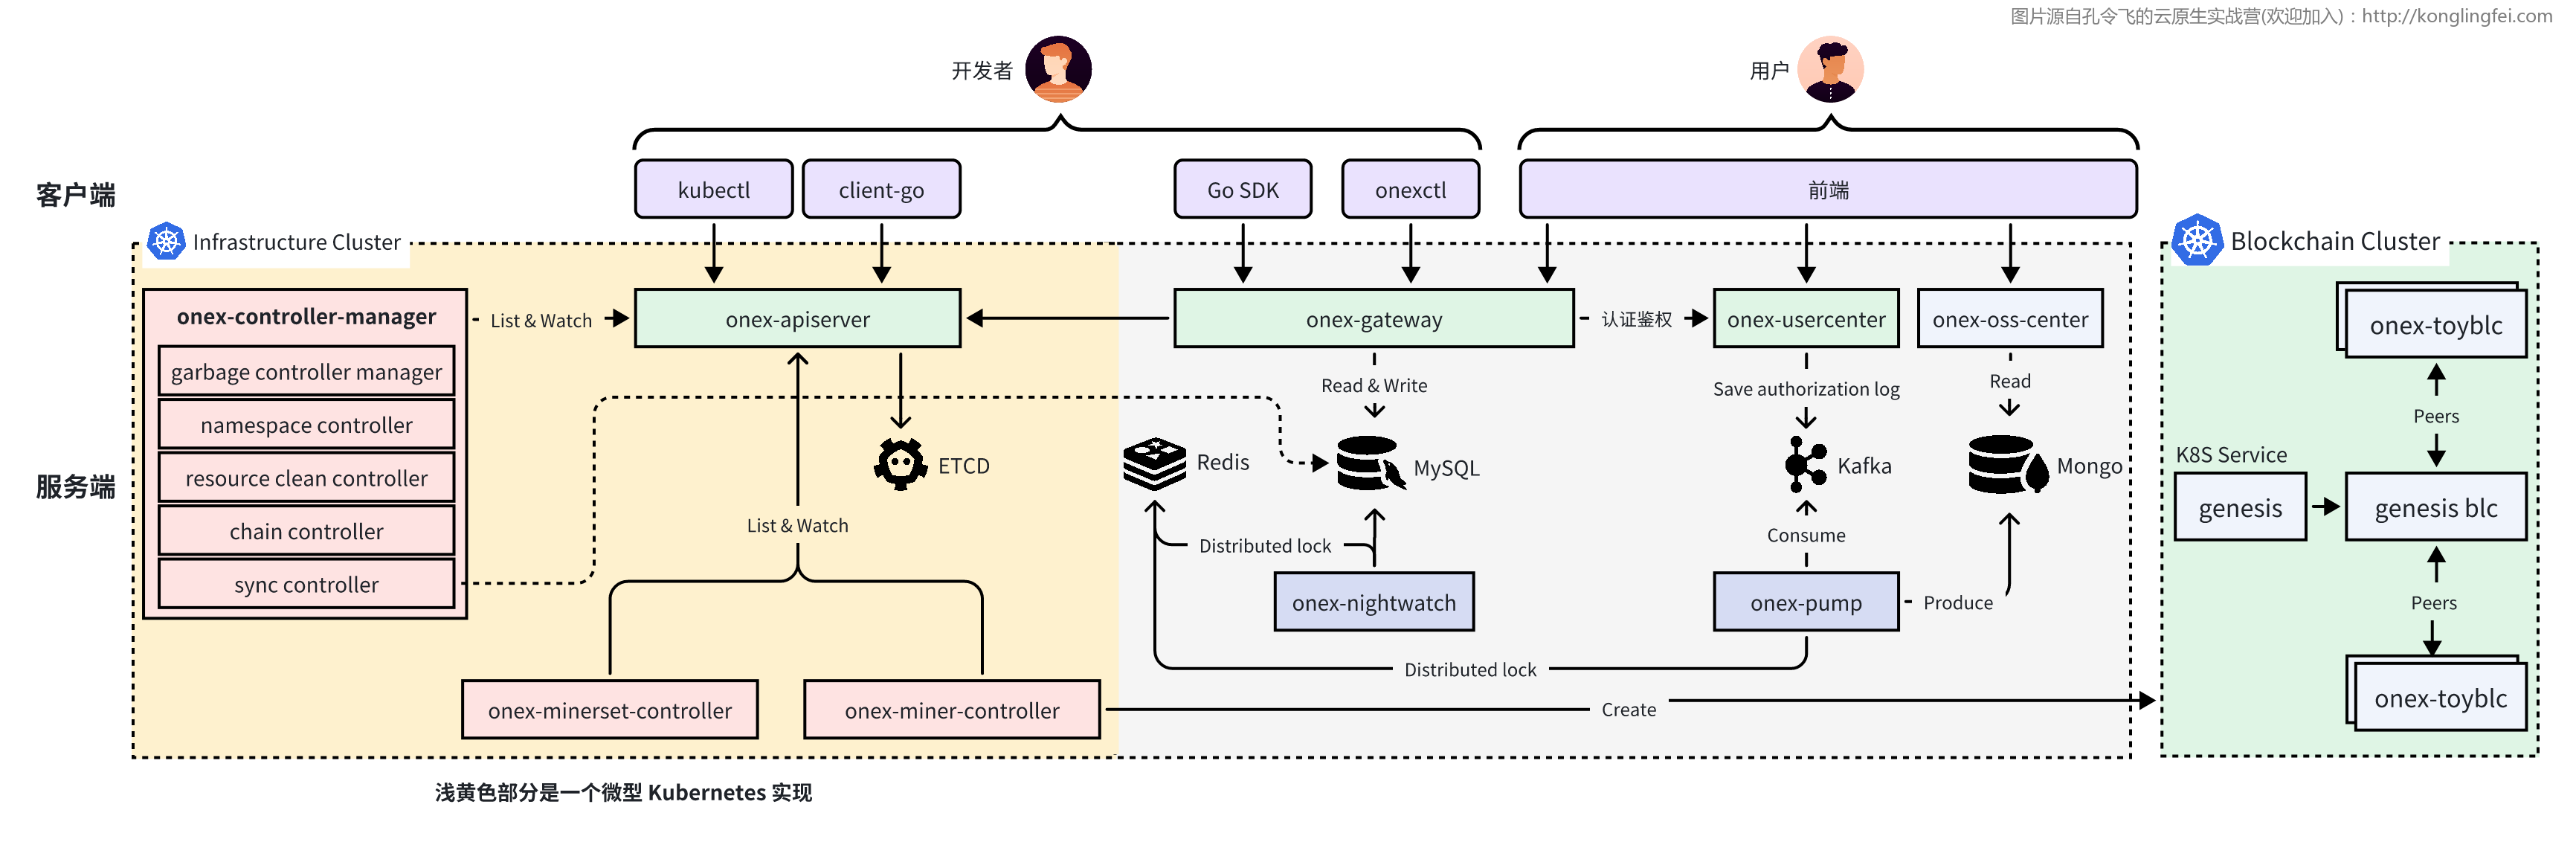 图片源自孔令飞的云原生实战营(欢迎加入)：http://konglingfei.com
开发者
用户
客户端
kubectl
client-go
Go SDK
onexctl
前端
Infrastructure Cluster
Blockchain Cluster
onex-controller-manager
List & Watch
onex-apiserver
onex-gateway
认证鉴权
onex-usercenter
onex-oss-center
onex-toyblc
garbage controller manager
namespace controller
resource clean controller
chain controller
sync controller
Read & Write
Save authorization log
Read
Peers
服务端
ETCD
Redis
MySQL
Kafka
Mongo
K8S Service
genesis
genesis blc
List & Watch
Distributed lock
Consume
onex-nightwatch
onex-pump
Produce
Peers
Distributed lock
onex-minerset-controller
onex-miner-controller
Create
onex-toyblc
浅黄色部分是一个微型 Kubernetes 实现